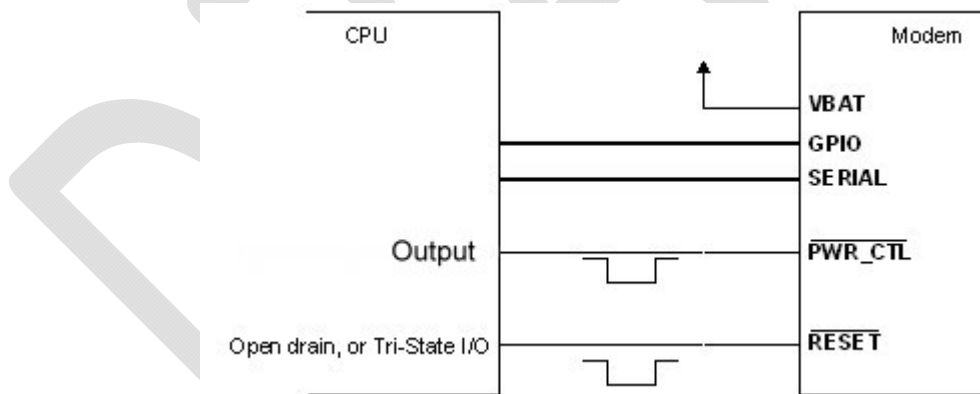 CPU
Modem
VBAT
GPIO
SERIAL
Output
PWR_CTL
Open drain, or Tri-State I/O
RESET